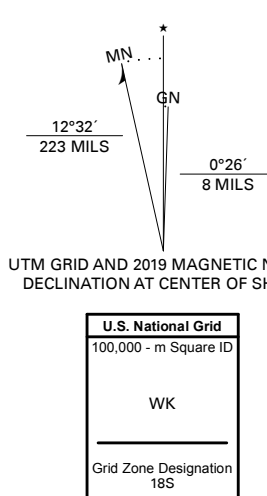 ★
MN
GN
12°32´
223 MILS
0°26´
8 MILS
UTM GRID AND 2019 MAGNETIC N
DECLINATION AT CENTER OF SH
U.S. National Grid
100,000 - m Square ID
WK
Grid Zone Designation
18S